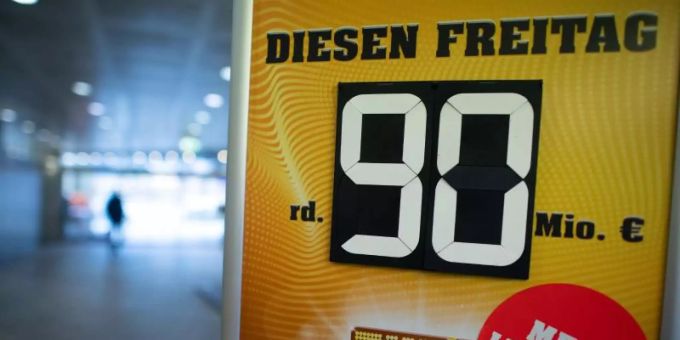 DIESEN FREITAG
rd. 90 Mio. €